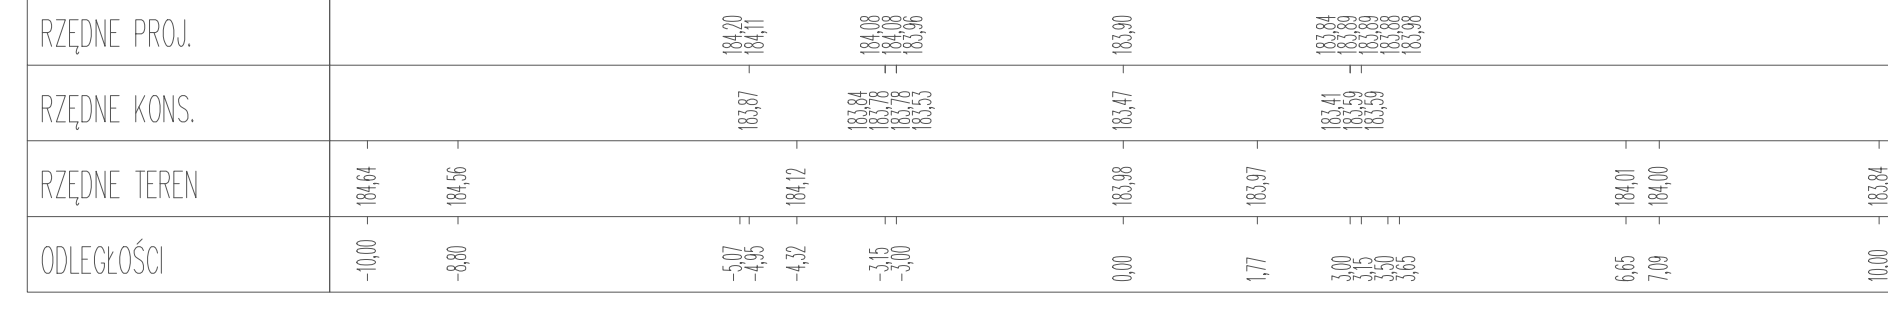 RZĘDNE PROJ. 184,20 184,11 184,08 184,08 183,96 183,90 183,84 183,89 183,89 183,88 183,98
RZĘDNE KONS. 183,87 183,84 183,78 183,78 183,53 183,47 183,41 183,59 183,59
RZĘDNE TEREN 184,64 184,56 184,12 183,98 183,97 184,01 184,00 183,84
ODLEGŁOŚCI -10,00 -8,80 -5,07 -4,95 -4,32 -3,15 -3,00 0,00 1,77 3,00 3,15 3,50 3,65 6,65 7,09 10,00